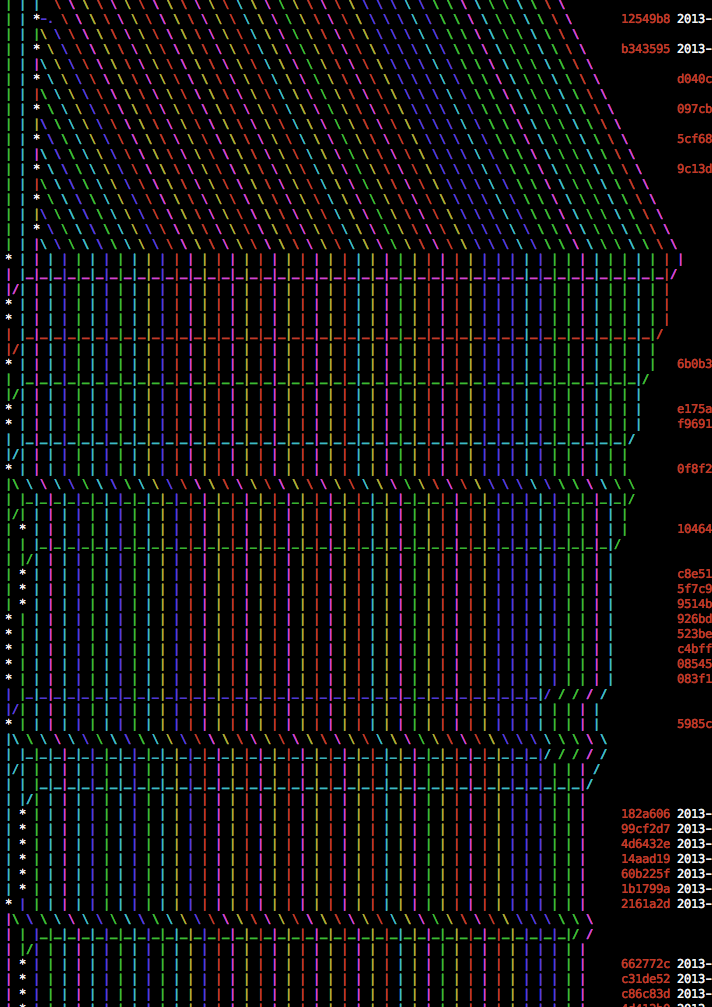 12549b8 2013-
b343595 2013-
d040c
097cb
5cf68
9c13d
6b0b3
e175a
f9691
0f8f2
10464
c8e51
5f7c9
9514b
926bd
523be
c4bff
08545
083f1
5985c
182a606 2013-
99cf2d7 2013-
4d6432e 2013-
14aad19 2013-
60b225f 2013-
1b1799a 2013-
2161a2d 2013-
662772c 2013-
c31de52 2013-
c86c83d 2013-